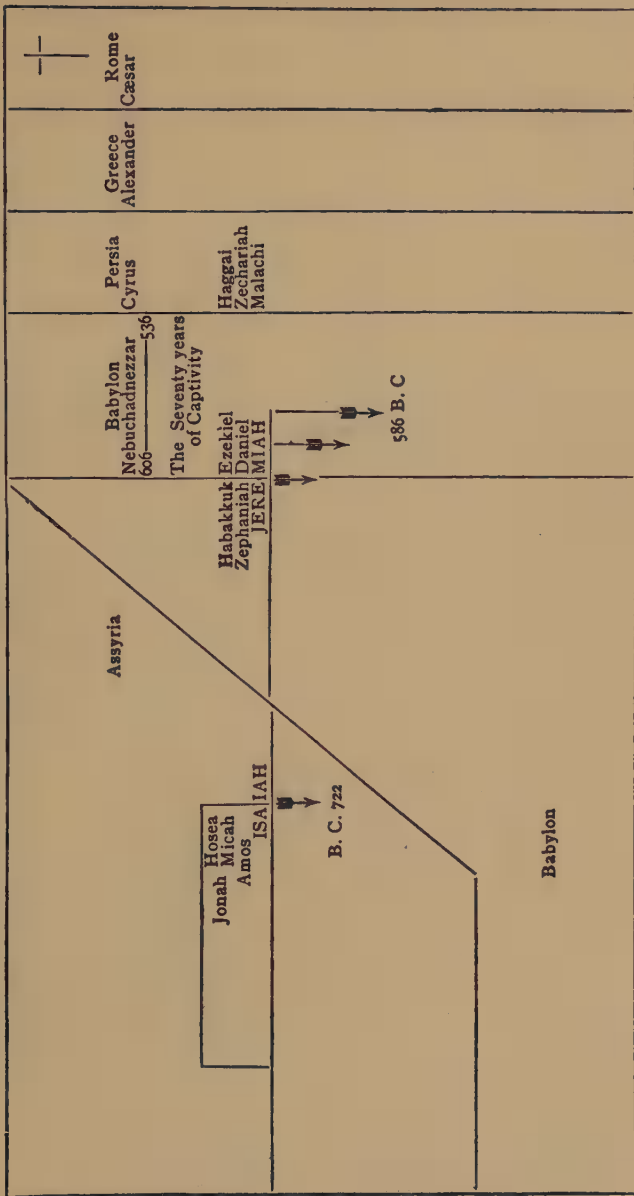 Assyria
Babylon
Nebuchadnezzar
606——536
The Seventy years
of Captivity
Persia
Cyrus
Greece
Alexander
Rome
Cæsar
Jonah Hosea
Micah
Amos
ISAIAH
B. C. 722
Habakkuk Ezekiel
Zephaniah Daniel
JEREMIAH
586 B. C
Haggai
Zechariah
Malachi
Babylon